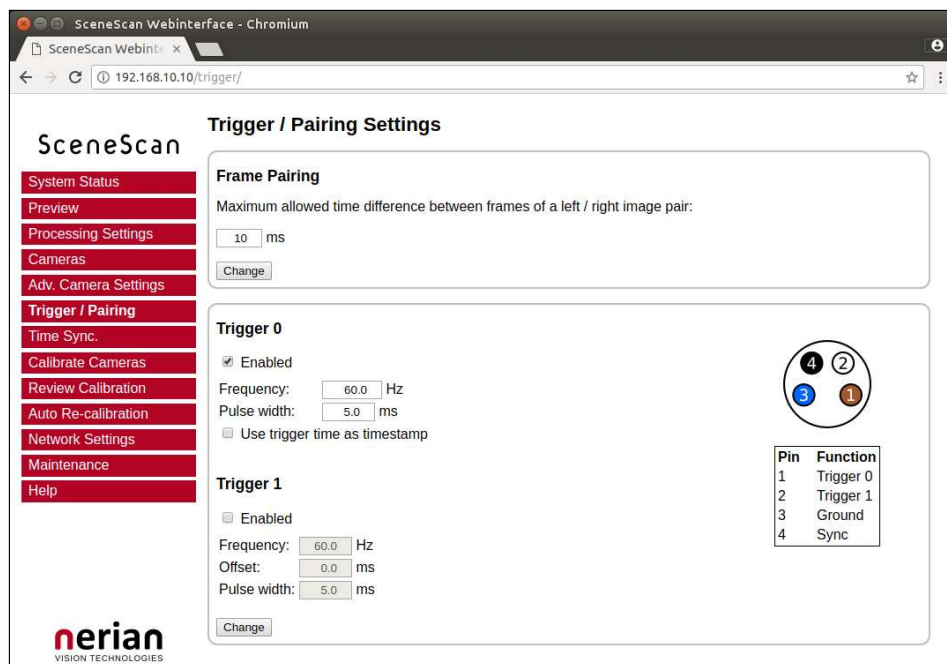 SceneScan Webinterface - Chromium
SceneScan Webinte
192.168.10.10/trigger/
SceneScan
System Status
Preview
Processing Settings
Cameras
Adv. Camera Settings
Trigger / Pairing
Time Sync.
Calibrate Cameras
Review Calibration
Auto Re-calibration
Network Settings
Maintenance
Help
nerian
VISION TECHNOLOGIES
Trigger / Pairing Settings
Frame Pairing
Maximum allowed time difference between frames of a left / right image pair:
10 ms
Change
Trigger 0
Enabled
Frequency: 60.0 Hz
Pulse width: 5.0 ms
Use trigger time as timestamp
Trigger 1
Enabled
Frequency: 60.0 Hz
Offset: 0.0 ms
Pulse width: 5.0 ms
Change
4 2
3 1
Pin Function
1 Trigger 0
2 Trigger 1
3 Ground
4 Sync